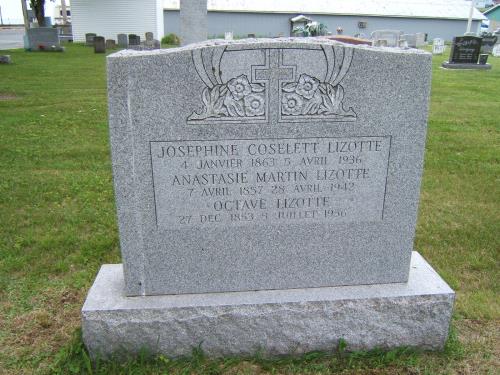 JOSEPHINE COSELETT LIZOTTE
4 JANVIER 1863 5 AVRIL 1936
ANASTASIE MARTIN LIZOTTE
7 AVRIL 1857 28 AVRIL 1942
OCTAVE LIZOTTE
27 DEC 1853 5 JUILLET 1936